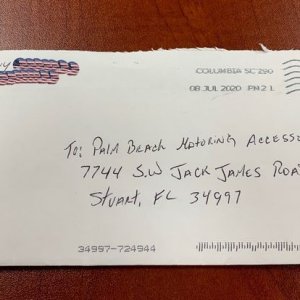 COLUMBIA SC 290
08 JUL 2020 PM 2 L
To: Palm Beach Motoring Accesso
7744 S.W Jack James Roa
Stuart, FL 34997
34997-724944